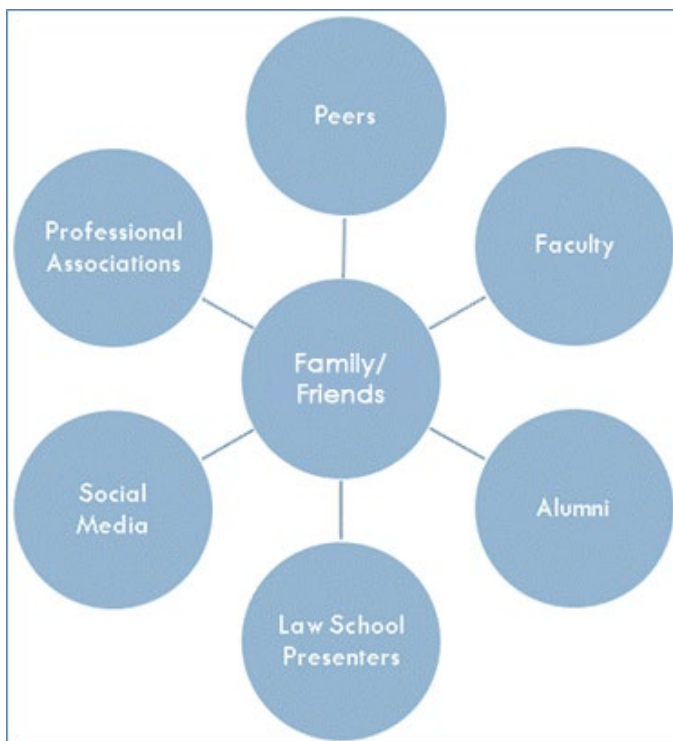 Peers
Professional
Associations
Faculty
Family/
Friends
Social
Media
Alumni
Law School
Presenters